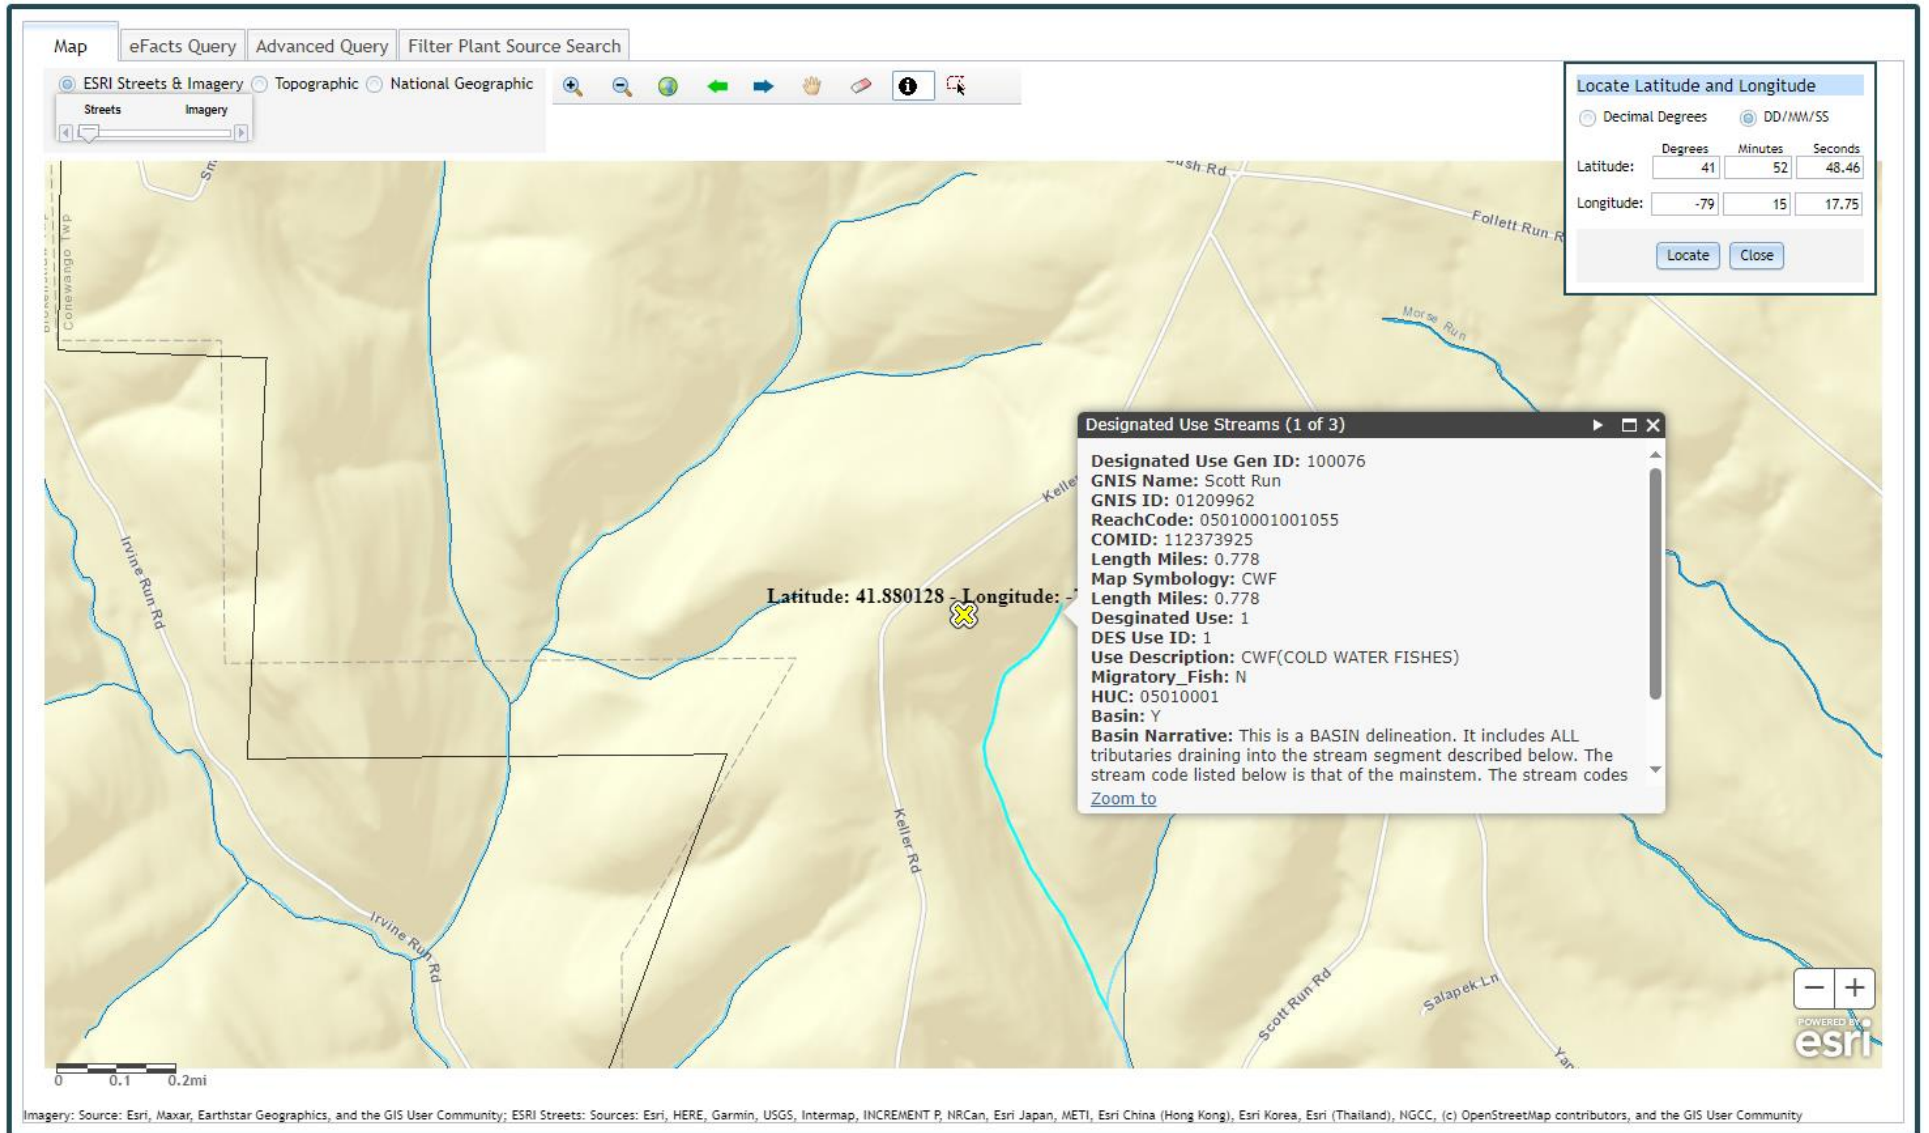 Map eFacts Query Advanced Query Filter Plant Source Search
ESRI Streets & Imagery Topographic National Geographic
Streets Imagery
Locate Latitude and Longitude
Decimal Degrees DD/MM/SS
Degrees Minutes Seconds
Latitude: 41 52 48.46
Longitude: -79 15 17.75
Locate Close
Sm
ush Rd
Follett Run R
Conewango Twp
Morse Run
Designated Use Streams (1 of 3)
Designated Use Gen ID: 100076
GNIS Name: Scott Run
GNIS ID: 01209962
ReachCode: 05010001001055
COMID: 112373925
Length Miles: 0.778
Map Symbology: CWF
Length Miles: 0.778
Desginated Use: 1
DES Use ID: 1
Use Description: CWF(COLD WATER FISHES)
Migratory_Fish: N
HUC: 05010001
Basin: Y
Basin Narrative: This is a BASIN delineation. It includes ALL
tributaries draining into the stream segment described below. The
stream code listed below is that of the mainstem. The stream codes
Zoom to
Kelle
Irvine Run Rd
Latitude: 41.880128 - Longitude: -
Keller Rd
Irvine Run Rd
Scott Run Rd
Salapek Ln
Yan
POWERED BY
esri
0 0.1 0.2mi
Imagery: Source: Esri, Maxar, Earthstar Geographics, and the GIS User Community; ESRI Streets: Sources: Esri, HERE, Garmin, USGS, Intermap, INCREMENT P, NRCan, Esri Japan, METI, Esri China (Hong Kong), Esri Korea, Esri (Thailand), NGCC, (c) OpenStreetMap contributors, and the GIS User Community